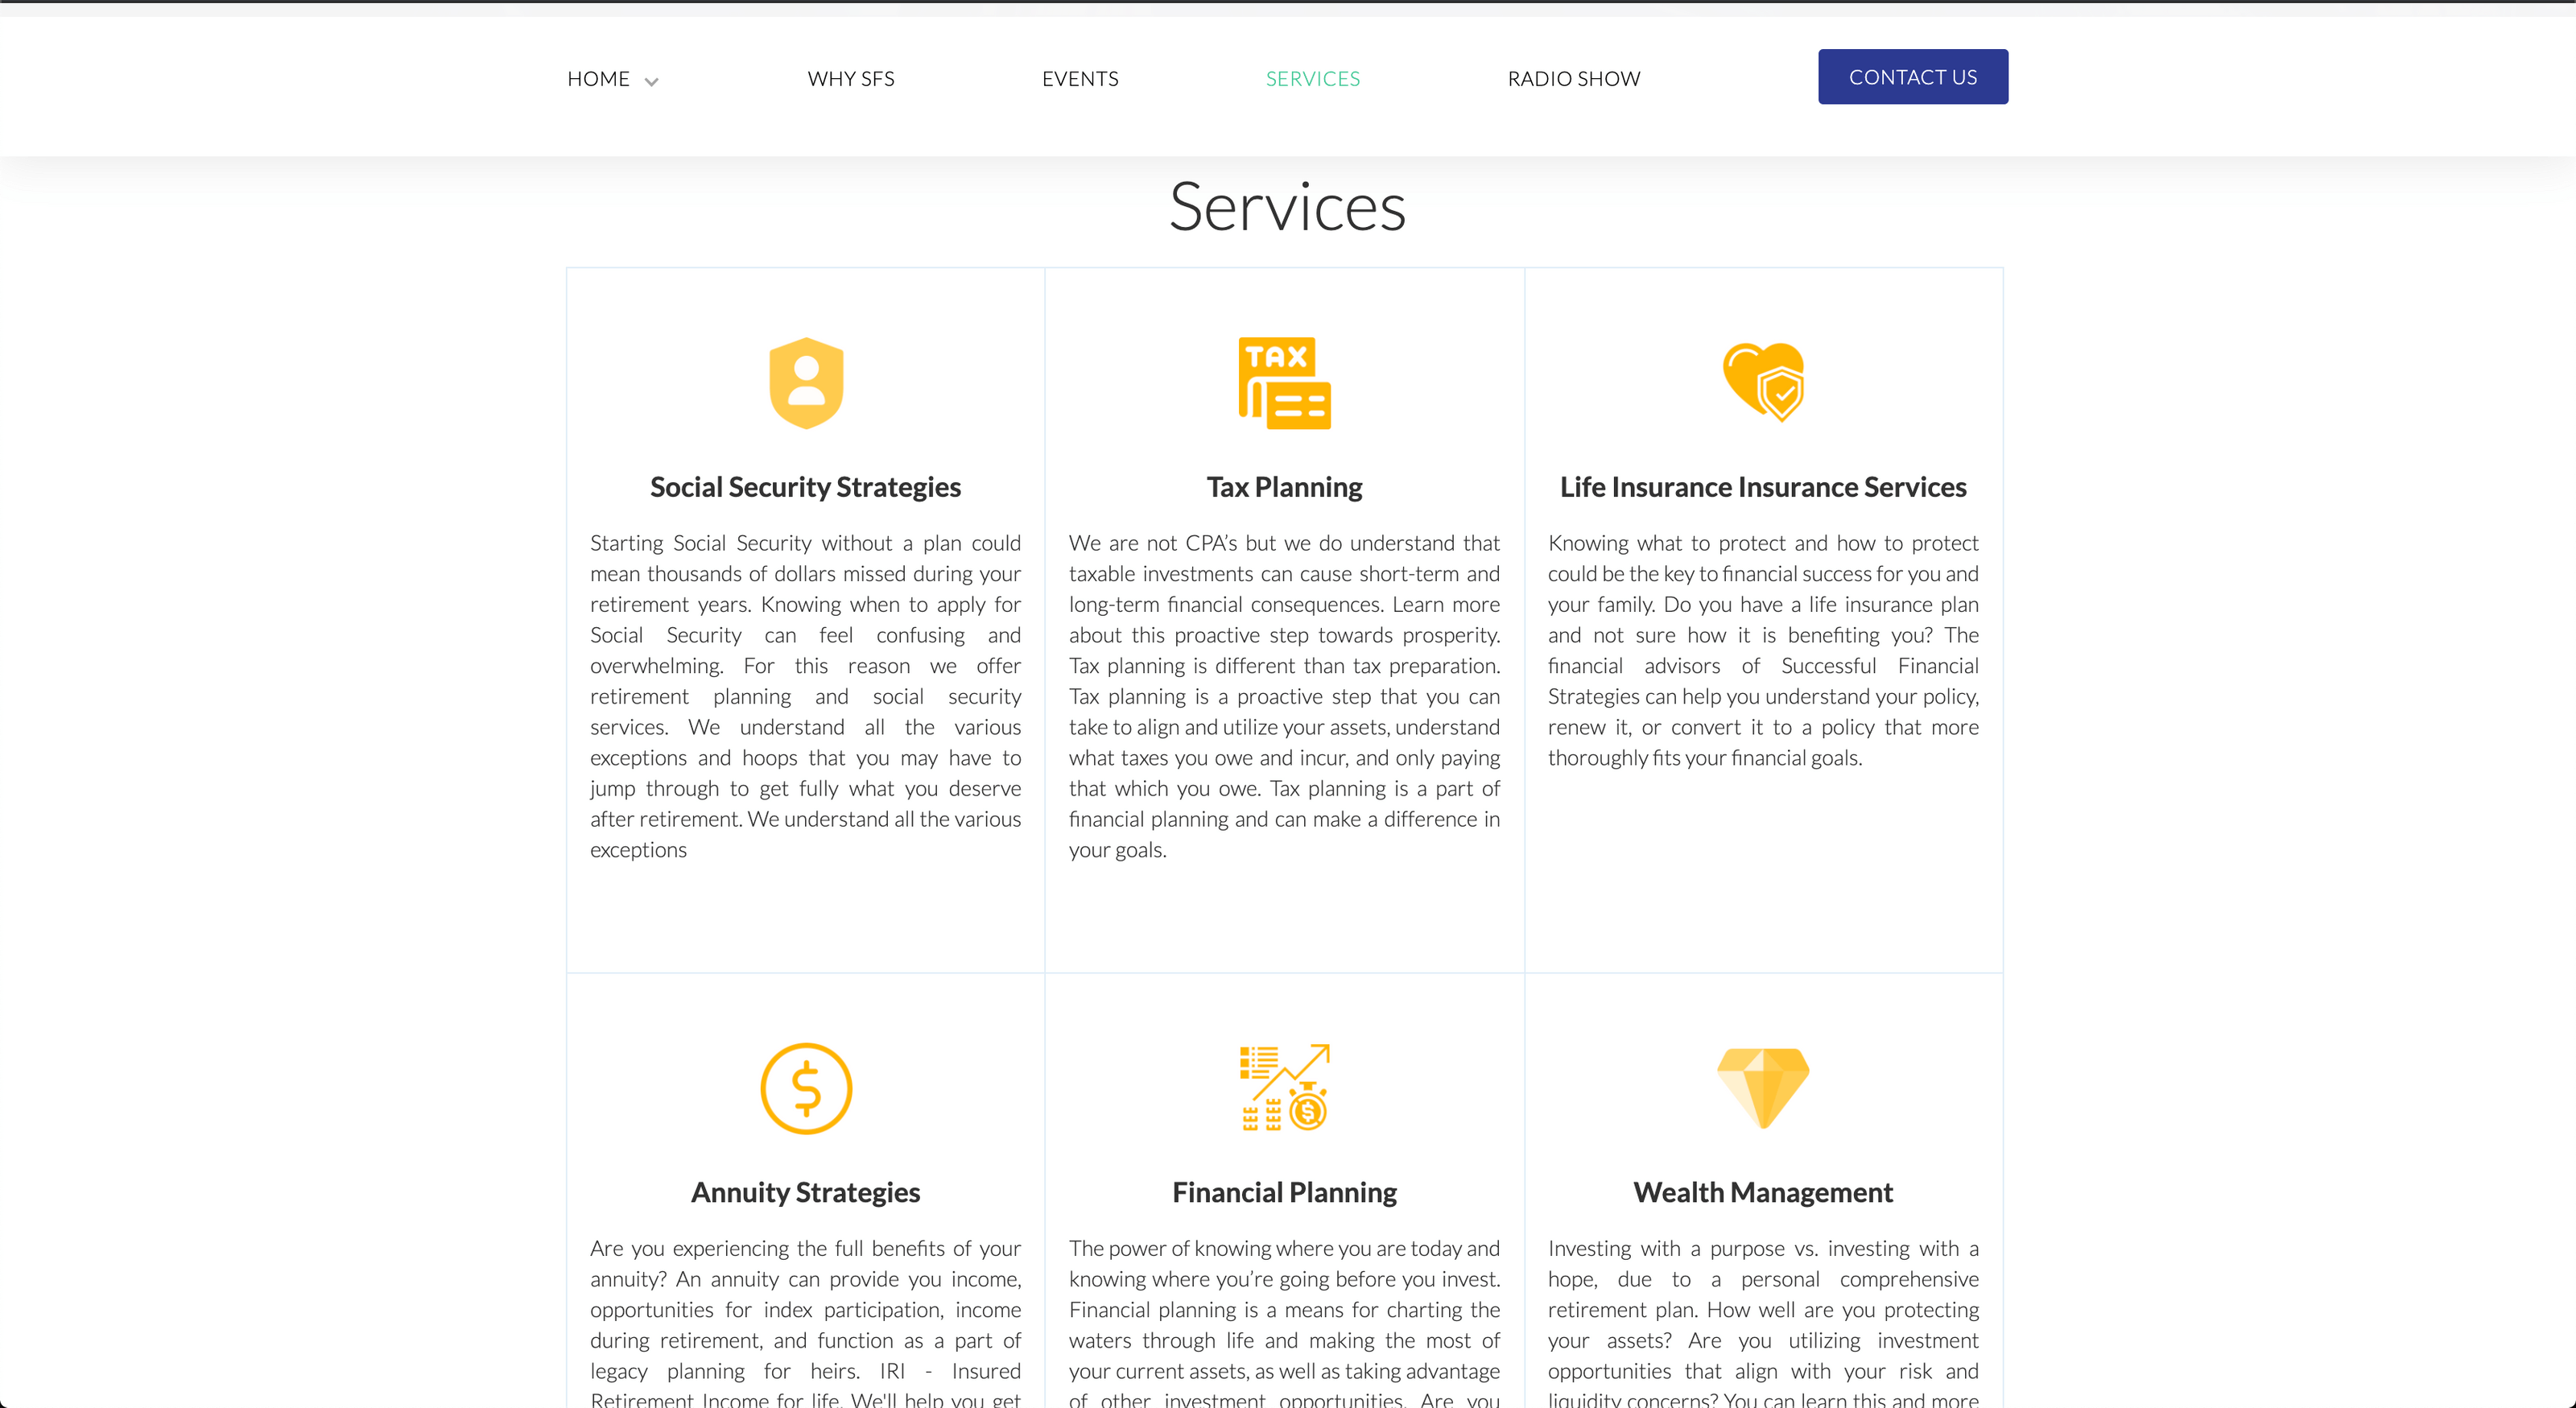 HOME
WHY SFS
EVENTS
SERVICES
RADIO SHOW
CONTACT US
Services
TAX
Social Security Strategies
Starting Social Security without a plan could
mean thousands of dollars missed during your
retirement years. Knowing when to apply for
Social Security can feel confusing and
overwhelming. For this reason we offer
retirement planning and social security
services. We understand all the various
exceptions and hoops that you may have to
jump through to get fully what you deserve
after retirement. We understand all the various
exceptions
Tax Planning
We are not CPA’s but we do understand that
taxable investments can cause short-term and
long-term financial consequences. Learn more
about this proactive step towards prosperity.
Tax planning is different than tax preparation.
Tax planning is a proactive step that you can
take to align and utilize your assets, understand
what taxes you owe and incur, and only paying
that which you owe. Tax planning is a part of
financial planning and can make a difference in
your goals.
Life Insurance Insurance Services
Knowing what to protect and how to protect
could be the key to financial success for you and
your family. Do you have a life insurance plan
and not sure how it is benefiting you? The
financial advisors of Successful Financial
Strategies can help you understand your policy,
renew it, or convert it to a policy that more
thoroughly fits your financial goals.
$
Annuity Strategies
Are you experiencing the full benefits of your
annuity? An annuity can provide you income,
opportunities for index participation, income
during retirement, and function as a part of
legacy planning for heirs. IRI - Insured
Retirement Income for life. We'll help you get
$
Financial Planning
The power of knowing where you are today and
knowing where you’re going before you invest.
Financial planning is a means for charting the
waters through life and making the most of
your current assets, as well as taking advantage
of other investment opportunities. Are you
Wealth Management
Investing with a purpose vs. investing with a
hope, due to a personal comprehensive
retirement plan. How well are you protecting
your assets? Are you utilizing investment
opportunities that align with your risk and
liquidity concerns? You can learn this and more